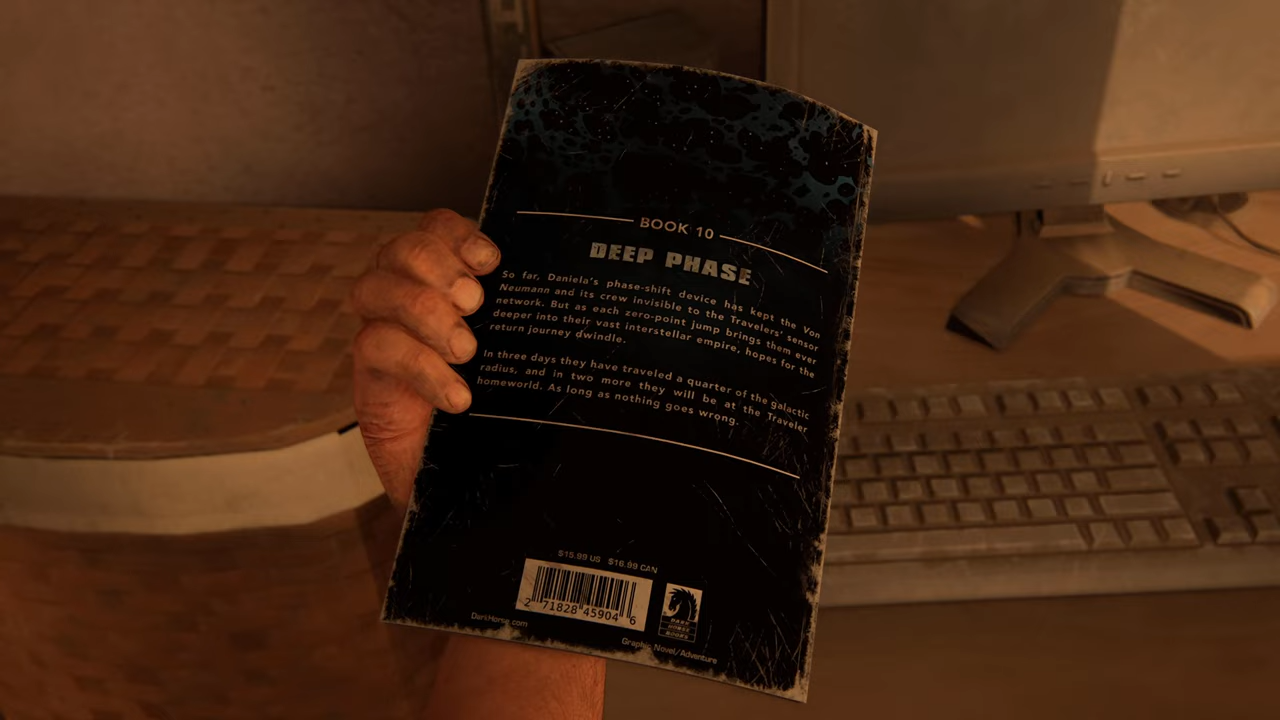 BOOK 10
DEEP PHASE
So far, Daniela's phase-shift device has kept the Von
Neumann and its crew invisible to the Travelers' sensor
network. But as each zero-point jump brings them ever
deeper into their vast interstellar empire, hopes for the
return journey dwindle.
In three days they have traveled a quarter of the galactic
radius, and in two more they will be at the Traveler
homeworld. As long as nothing goes wrong.
$15.99 US $16.99 CAN
2 71828 45904 6
DARK
HORSE
BOOKS
DarkHorse.com
Graphic Novel/Adventure